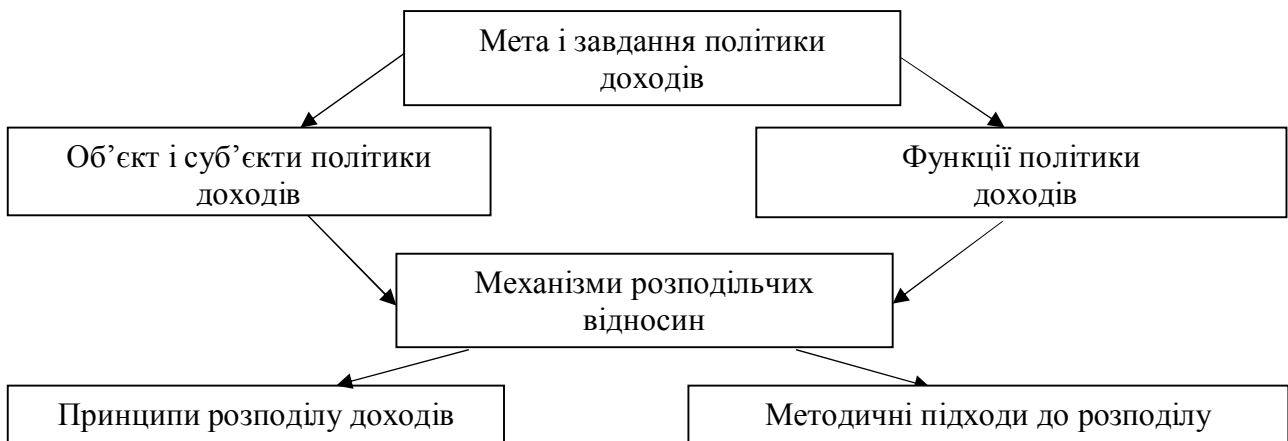 Мета і завдання політики
доходів
Об’єкт і суб’єкти політики
доходів
Функції політики
доходів
Механізми розподільчих
відносин
Принципи розподілу доходів
Методичні підходи до розподілу